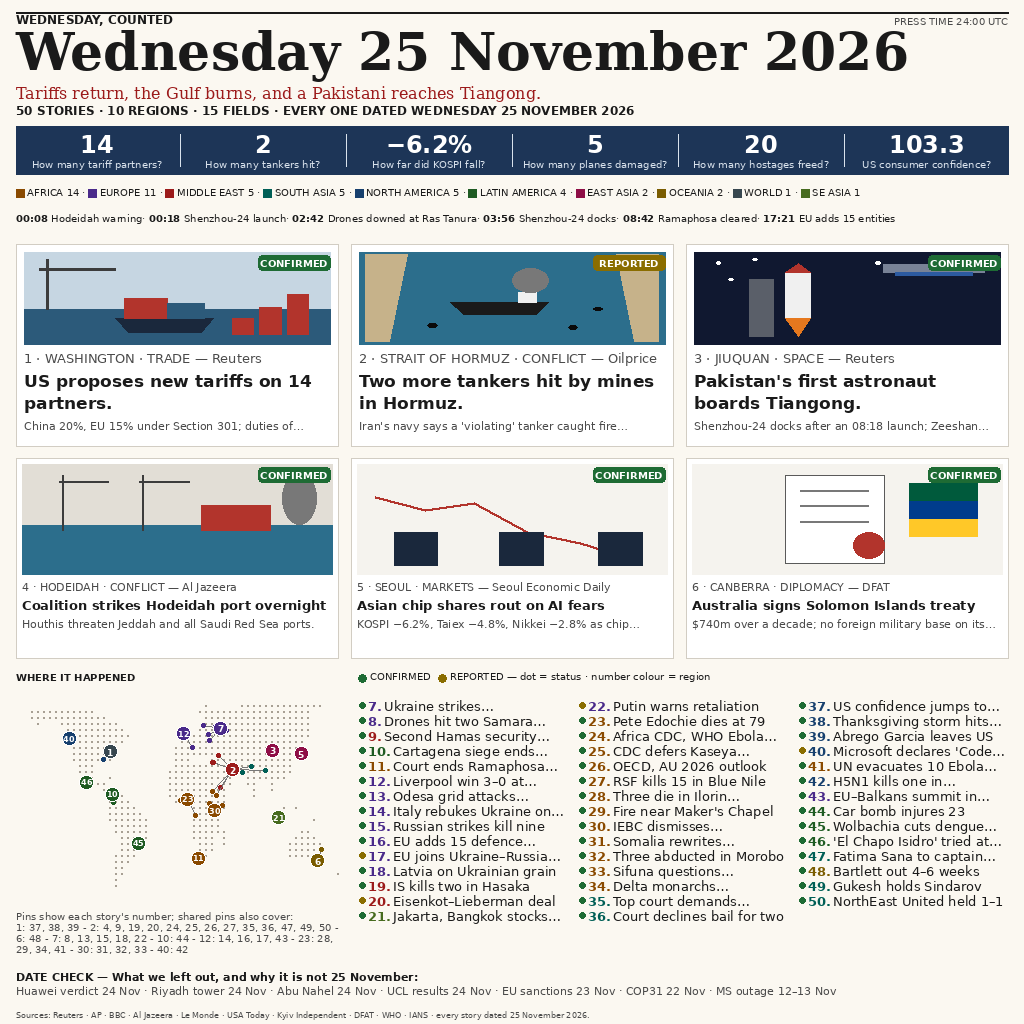 WEDNESDAY, COUNTED
PRESS TIME 24:00 UTC
Wednesday 25 November 2026
Tariffs return, the Gulf burns, and a Pakistani reaches Tiangong.
50 STORIES · 10 REGIONS · 15 FIELDS · EVERY ONE DATED WEDNESDAY 25 NOVEMBER 2026
14
How many tariff partners?
2
How many tankers hit?
−6.2%
How far did KOSPI fall?
5
How many planes damaged?
20
How many hostages freed?
103.3
US consumer confidence?
AFRICA 14 · EUROPE 11 · MIDDLE EAST 5 · SOUTH ASIA 5 · NORTH AMERICA 5 · LATIN AMERICA 4 · EAST ASIA 2 · OCEANIA 2 · WORLD 1 · SE ASIA 1
00:08 Hodeidah warning· 00:18 Shenzhou-24 launch· 02:42 Drones downed at Ras Tanura· 03:56 Shenzhou-24 docks· 08:42 Ramaphosa cleared· 17:21 EU adds 15 entities
CONFIRMED
1 · WASHINGTON · TRADE — Reuters
US proposes new tariffs on 14
partners.
China 20%, EU 15% under Section 301; duties of…
REPORTED
2 · STRAIT OF HORMUZ · CONFLICT — Oilprice
Two more tankers hit by mines
in Hormuz.
Iran's navy says a 'violating' tanker caught fire…
CONFIRMED
3 · JIUQUAN · SPACE — Reuters
Pakistan's first astronaut
boards Tiangong.
Shenzhou-24 docks after an 08:18 launch; Zeeshan…
CONFIRMED
4 · HODEIDAH · CONFLICT — Al Jazeera
Coalition strikes Hodeidah port overnight
Houthis threaten Jeddah and all Saudi Red Sea ports.
CONFIRMED
5 · SEOUL · MARKETS — Seoul Economic Daily
Asian chip shares rout on AI fears
KOSPI −6.2%, Taiex −4.8%, Nikkei −2.8% as chip…
CONFIRMED
6 · CANBERRA · DIPLOMACY — DFAT
Australia signs Solomon Islands treaty
$740m over a decade; no foreign military base on its…
WHERE IT HAPPENED
40
1
46
10
45
12
7
2
3
5
23
30
21
11
6
Pins show each story's number; shared pins also cover:
1: 37, 38, 39 - 2: 4, 9, 19, 20, 24, 25, 26, 27, 35, 36, 47, 49, 50 -
6: 48 - 7: 8, 13, 15, 18, 22 - 10: 44 - 12: 14, 16, 17, 43 - 23: 28,
29, 34, 41 - 30: 31, 32, 33 - 40: 42
CONFIRMED REPORTED — dot = status · number colour = region
7. Ukraine strikes…
8. Drones hit two Samara…
9. Second Hamas security…
10. Cartagena siege ends…
11. Court ends Ramaphosa…
12. Liverpool win 3–0 at…
13. Odesa grid attacks…
14. Italy rebukes Ukraine on…
15. Russian strikes kill nine
16. EU adds 15 defence…
17. EU joins Ukraine–Russia…
18. Latvia on Ukrainian grain
19. IS kills two in Hasaka
20. Eisenkot–Lieberman deal
21. Jakarta, Bangkok stocks…
22. Putin warns retaliation
23. Pete Edochie dies at 79
24. Africa CDC, WHO Ebola…
25. CDC defers Kaseya…
26. OECD, AU 2026 outlook
27. RSF kills 15 in Blue Nile
28. Three die in Ilorin…
29. Fire near Maker's Chapel
30. IEBC dismisses…
31. Somalia rewrites…
32. Three abducted in Morobo
33. Sifuna questions…
34. Delta monarchs…
35. Top court demands…
36. Court declines bail for two
37. US confidence jumps to…
38. Thanksgiving storm hits…
39. Abrego Garcia leaves US
40. Microsoft declares 'Code…
41. UN evacuates 10 Ebola…
42. H5N1 kills one in…
43. EU–Balkans summit in…
44. Car bomb injures 23
45. Wolbachia cuts dengue…
46. 'El Chapo Isidro' tried at…
47. Fatima Sana to captain…
48. Bartlett out 4–6 weeks
49. Gukesh holds Sindarov
50. NorthEast United held 1–1
DATE CHECK — What we left out, and why it is not 25 November:
Huawei verdict 24 Nov · Riyadh tower 24 Nov · Abu Nahel 24 Nov · UCL results 24 Nov · EU sanctions 23 Nov · COP31 22 Nov · MS outage 12–13 Nov
Sources: Reuters · AP · BBC · Al Jazeera · Le Monde · USA Today · Kyiv Independent · DFAT · WHO · IANS · every story dated 25 November 2026.